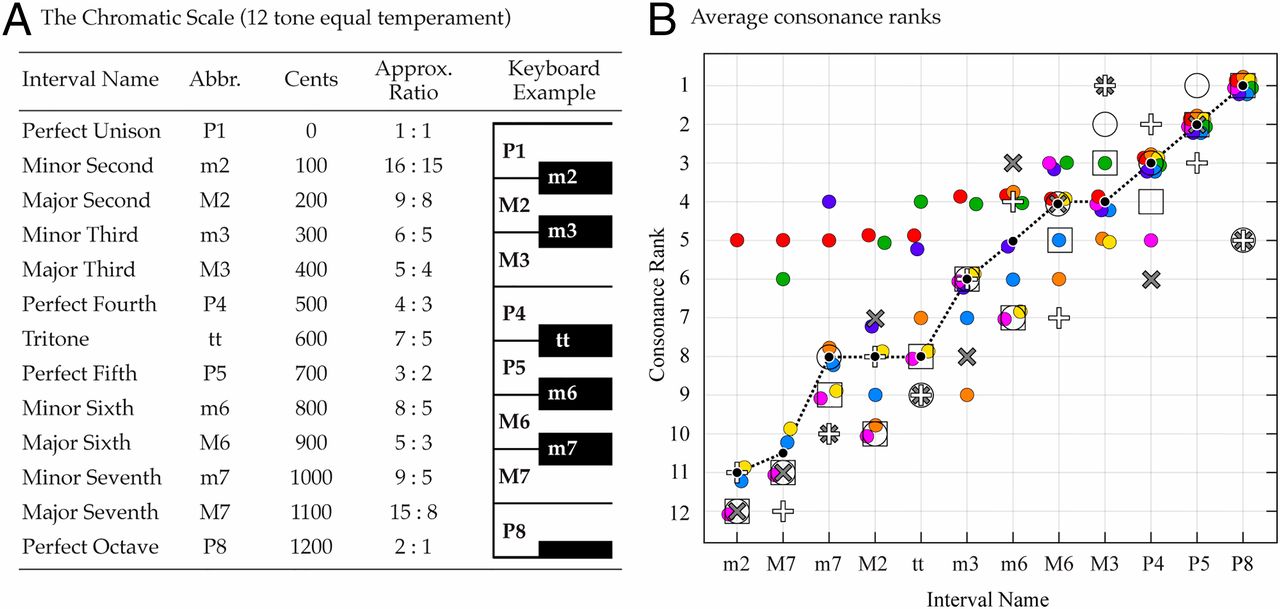 A The Chromatic Scale (12 tone equal temperament)
Interval Name Abbr. Cents Approx. Ratio Keyboard Example
Perfect Unison P1 0 1 : 1
Minor Second m2 100 16 : 15
Major Second M2 200 9 : 8
Minor Third m3 300 6 : 5
Major Third M3 400 5 : 4
Perfect Fourth P4 500 4 : 3
Tritone tt 600 7 : 5
Perfect Fifth P5 700 3 : 2
Minor Sixth m6 800 8 : 5
Major Sixth M6 900 5 : 3
Minor Seventh m7 1000 9 : 5
Major Seventh M7 1100 15 : 8
Perfect Octave P8 1200 2 : 1
P1
m2
M2
m3
M3
P4
tt
P5
m6
M6
m7
M7
P8
B Average consonance ranks
Consonance Rank
1
2
3
4
5
6
7
8
9
10
11
12
m2 M7 m7 M2 tt m3 m6 M6 M3 P4 P5 P8
Interval Name